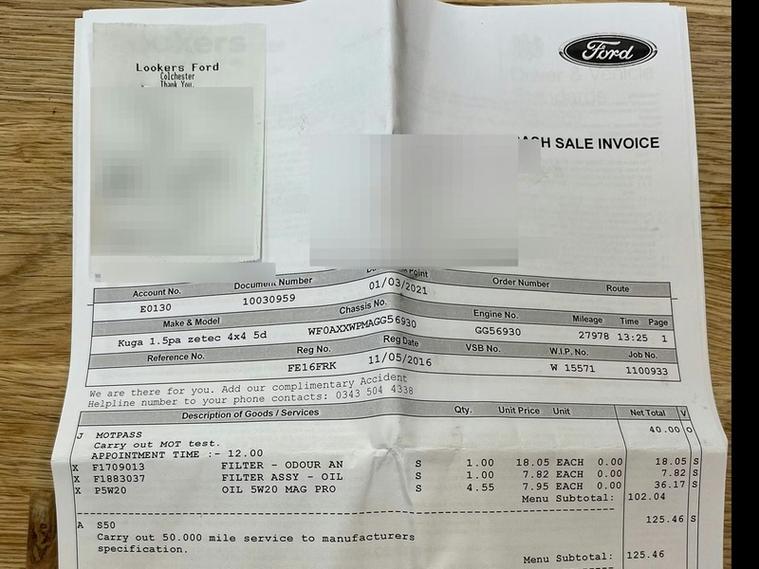 Lookers Ford
Colchester
Thank You.
Ford
CASH SALE INVOICE
Account No. Document Number Point Order Number Route
E0130 10030959 01/03/2021
Make & Model Chassis No. Engine No. Mileage Time Page
Kuga 1.5pa zetec 4x4 5d WF0AXXWPMAGG56930 GG56930 27978 13:25 1
Reference No. Reg No. Reg Date VSB No. W.I.P. No. Job No.
FE16FRK 11/05/2016 W 15571 1100933
We are there for you. Add our complimentary Accident
Helpline number to your phone contacts: 0343 504 4338
Description of Goods / Services Qty. Unit Price Unit Net Total V
J MOTPASS 40.00 O
Carry out MOT test.
APPOINTMENT TIME :- 12.00
X F1709013 FILTER - ODOUR AN S 1.00 18.05 EACH 0.00 18.05 S
X F1883037 FILTER ASSY - OIL S 1.00 7.82 EACH 0.00 7.82 S
X P5W20 OIL 5W20 MAG PRO S 4.55 7.95 EACH 0.00 36.17 S
Menu Subtotal: 102.04
A S50 125.46 S
Carry out 50.000 mile service to manufacturers
specification.
Menu Subtotal: 125.46